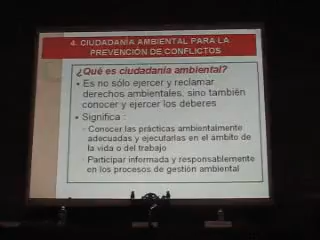 4. CIUDADANÍA AMBIENTAL PARA LA
PREVENCIÓN DE CONFLICTOS
¿Qué es ciudadanía ambiental?
• Es no sólo ejercer y reclamar
derechos ambientales, sino también
conocer y ejercer los deberes
• Significa :
- Conocer las prácticas ambientalmente
adecuadas y ejecutarlas en el ámbito de
la vida o del trabajo
- Participar informada y responsablemente
en los procesos de gestión ambiental